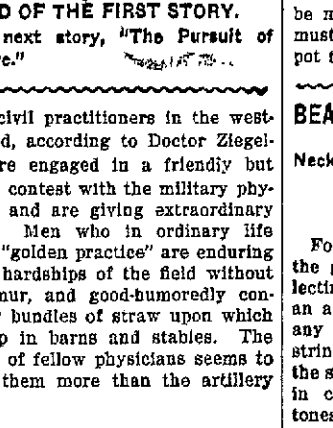 D OF THE FIRST STORY.
next story, "The Pursuit of
e."
civil practitioners in the west-
d, according to Doctor Ziegel-
re engaged in a friendly but
contest with the military phy-
and are giving extraordinary
Men who in ordinary life
"golden practice" are enduring
hardships of the field without
mur, and good-humoredly con-
bundles of straw upon which
p in barns and stables. The
of fellow physicians seems to
them more than the artillery
be m
must
pot f
BEA
Neck
Fo
the
lectin
an a
any
strin
the s
in c
tones